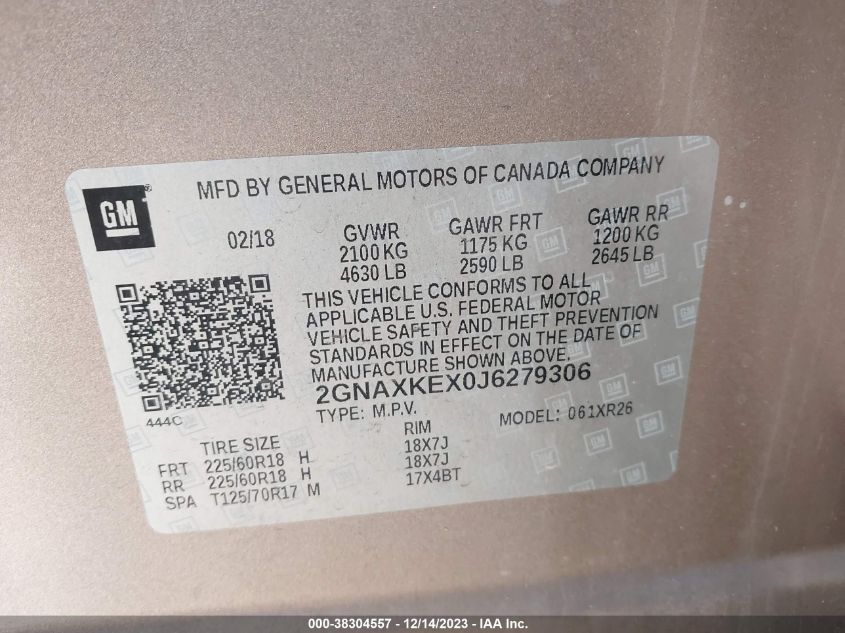 MFD BY GENERAL MOTORS OF CANADA COMPANY
GM ®
02/18 GVWR GAWR FRT GAWR RR
2100 KG 1175 KG 1200 KG
4630 LB 2590 LB 2645 LB
THIS VEHICLE CONFORMS TO ALL
APPLICABLE U.S. FEDERAL MOTOR
VEHICLE SAFETY AND THEFT PREVENTION
STANDARDS IN EFFECT ON THE DATE OF
MANUFACTURE SHOWN ABOVE.
2GNAXKEX0J6279306
444C
TYPE: M.P.V. MODEL: 061XR26
TIRE SIZE RIM
FRT 225/60R18 H 18X7J
RR 225/60R18 H 18X7J
SPA T125/70R17 M 17X4BT
000-38304557 - 12/14/2023 - IAA Inc.